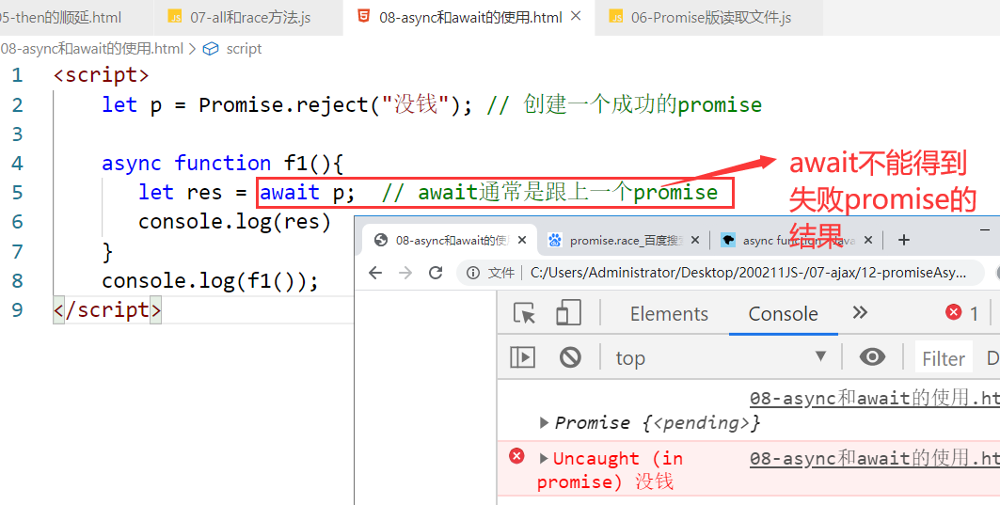 05-then的顺延.html
JS 07-all和race方法.js
08-async和await的使用.html
JS 06-Promise版读取文件.js
08-async和await的使用.html > script
1 <script>
2 let p = Promise.reject("没钱"); // 创建一个成功的promise
3
4 async function f1(){
5 let res = await p; // await通常是跟上一个promise
6 console.log(res)
7 }
8 console.log(f1());
9 </script>
await不能得到
失败promise的
结果
08-async和await的使用
promise.race_百度搜
async function
文件 | C:/Users/Administrator/Desktop/200211JS-/07-ajax/12-promiseAsy...
Elements Console 1
top Filter
08-async和await的使用.ht
Promise {<pending>}
Uncaught (in 08-async和await的使用.ht
promise) 没钱